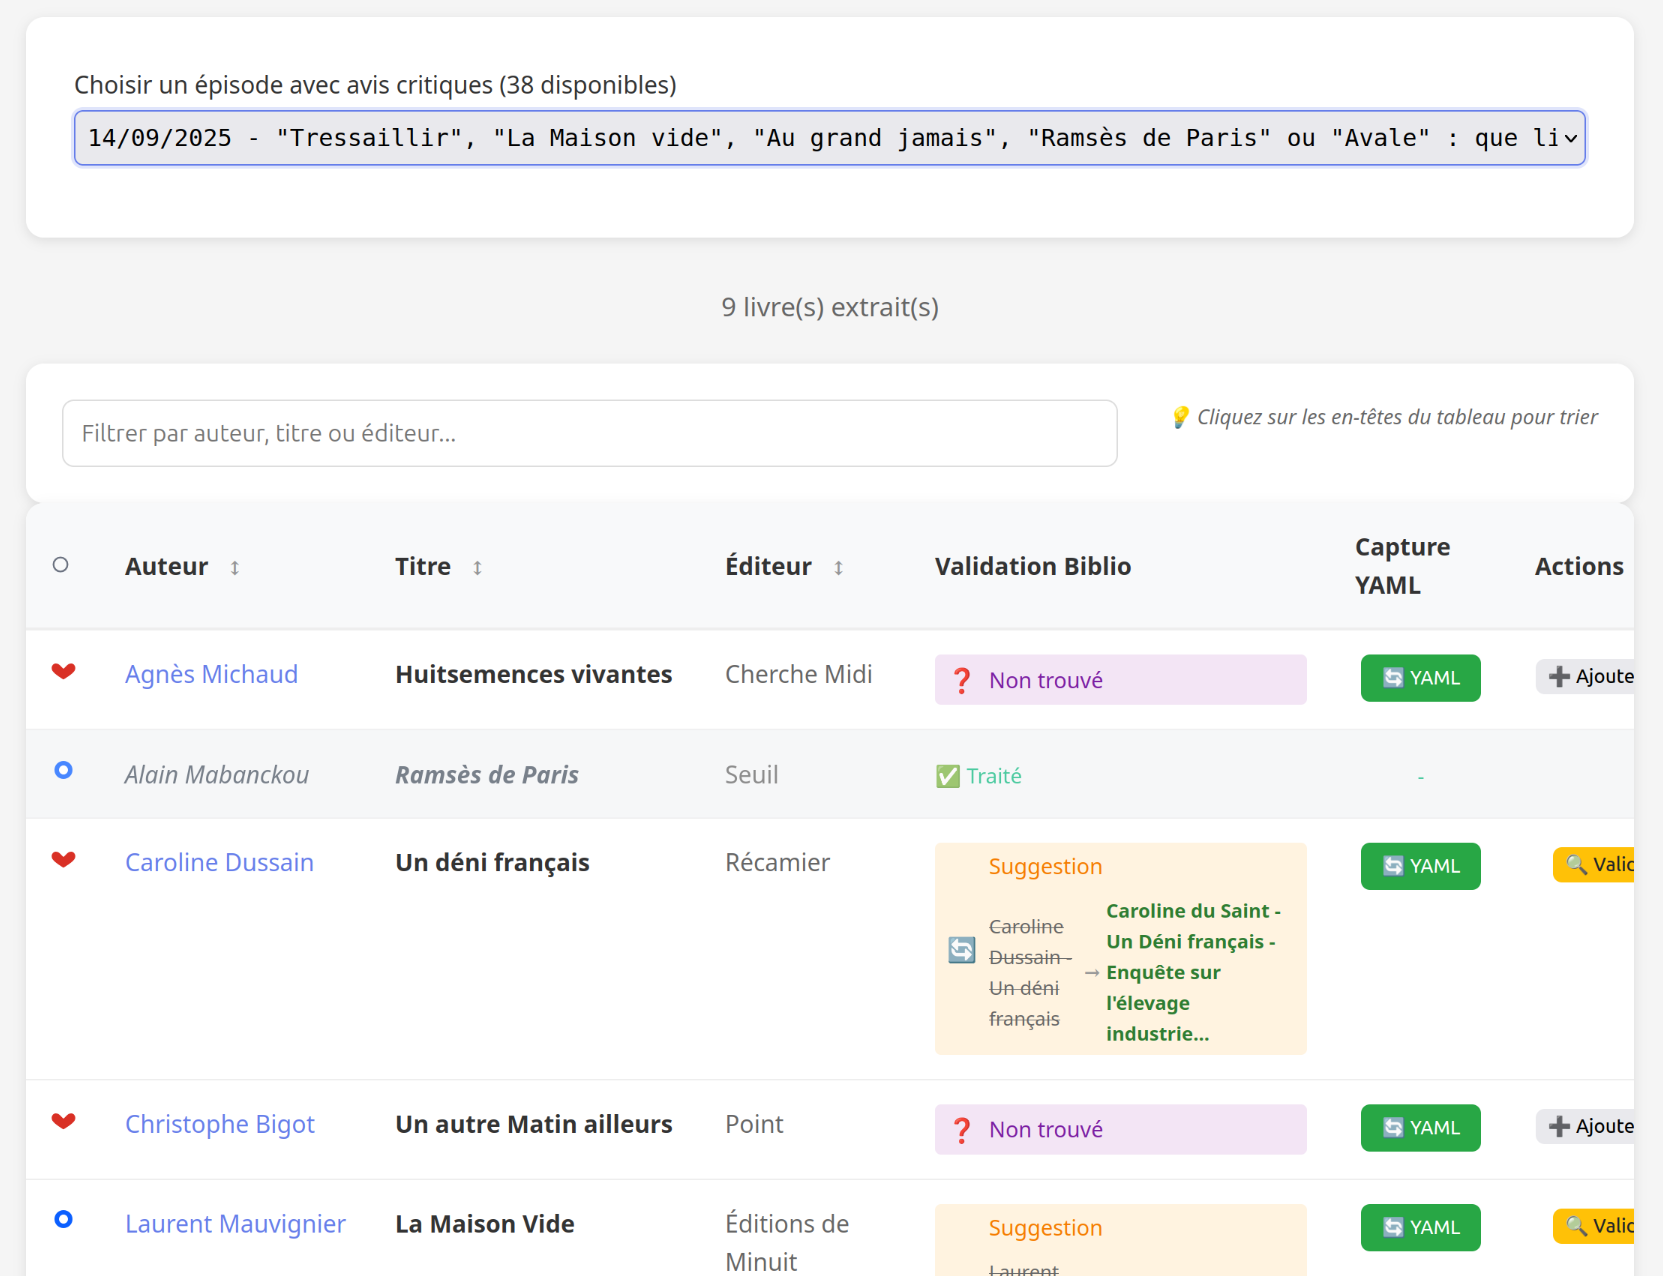 Choisir un épisode avec avis critiques (38 disponibles)
14/09/2025 - "Tressaillir", "La Maison vide", "Au grand jamais", "Ramsès de Paris" ou "Avale" : que li
9 livre(s) extrait(s)
Filtrer par auteur, titre ou éditeur...
💡 Cliquez sur les en-têtes du tableau pour trier
Auteur ↕ Titre ↕ Éditeur ↕ Validation Biblio Capture YAML Actions
Agnès Michaud Huitsemences vivantes Cherche Midi ❓ Non trouvé 🔄 YAML ➕ Ajoute
Alain Mabanckou Ramsès de Paris Seuil ✅ Traité -
Caroline Dussain Un déni français Récamier Suggestion 🔄 YAML 🔍 Valid
Caroline Dussain - Un déni français → Caroline du Saint - Un Déni français - Enquête sur l'élevage industrie...
Christophe Bigot Un autre Matin ailleurs Point ❓ Non trouvé 🔄 YAML ➕ Ajoute
Laurent Mauvignier La Maison Vide Éditions de Minuit Suggestion 🔄 YAML 🔍 Valid
Laurent